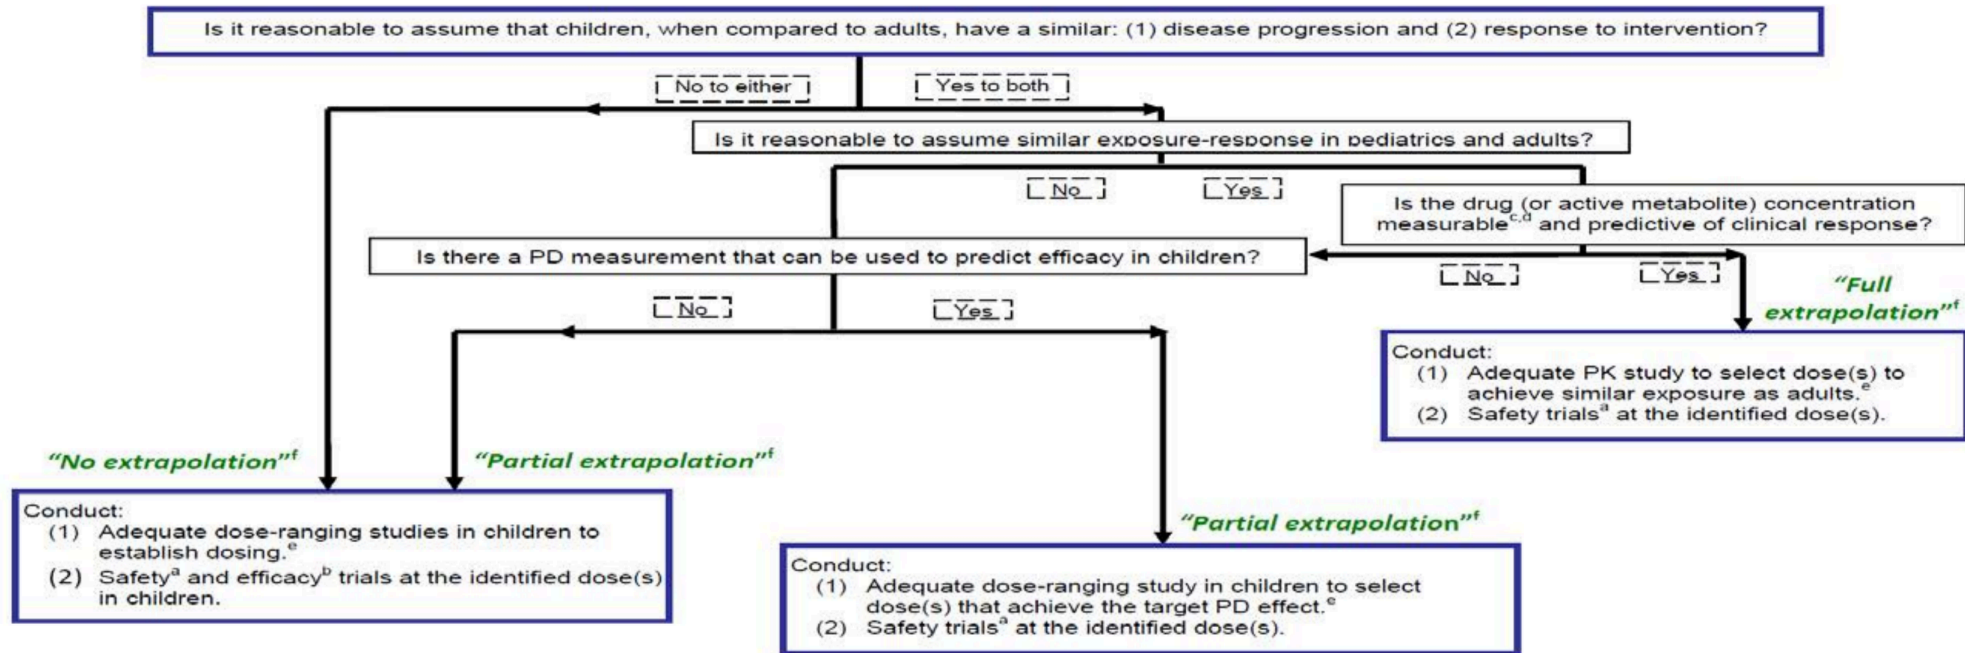 Is it reasonable to assume that children, when compared to adults, have a similar: (1) disease progression and (2) response to intervention?
No to either
Yes to both
Is it reasonable to assume similar exposure-response in pediatrics and adults?
No
Yes
Is the drug (or active metabolite) concentration
measurable^c,d and predictive of clinical response?
Is there a PD measurement that can be used to predict efficacy in children?
No
Yes
No
Yes
"Full
extrapolation"^f
Conduct:
(1) Adequate PK study to select dose(s) to
achieve similar exposure as adults.^e
(2) Safety trials^a at the identified dose(s).
"No extrapolation"^f
"Partial extrapolation"^f
Conduct:
(1) Adequate dose-ranging studies in children to
establish dosing.^e
(2) Safety^a and efficacy^b trials at the identified dose(s)
in children.
"Partial extrapolation"^f
Conduct:
(1) Adequate dose-ranging study in children to select
dose(s) that achieve the target PD effect.^e
(2) Safety trials^a at the identified dose(s).